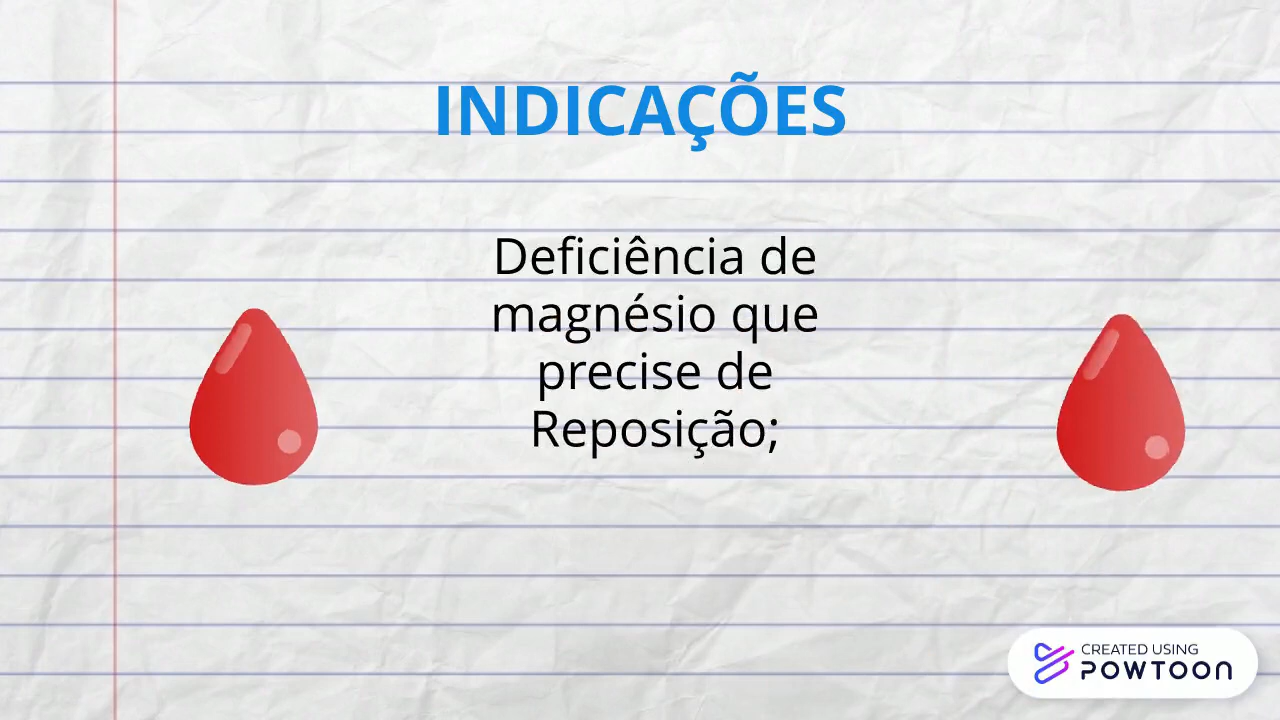 INDICAÇÕES
Deficiência de
magnésio que
precise de
Reposição;
CREATED USING
POWTOON